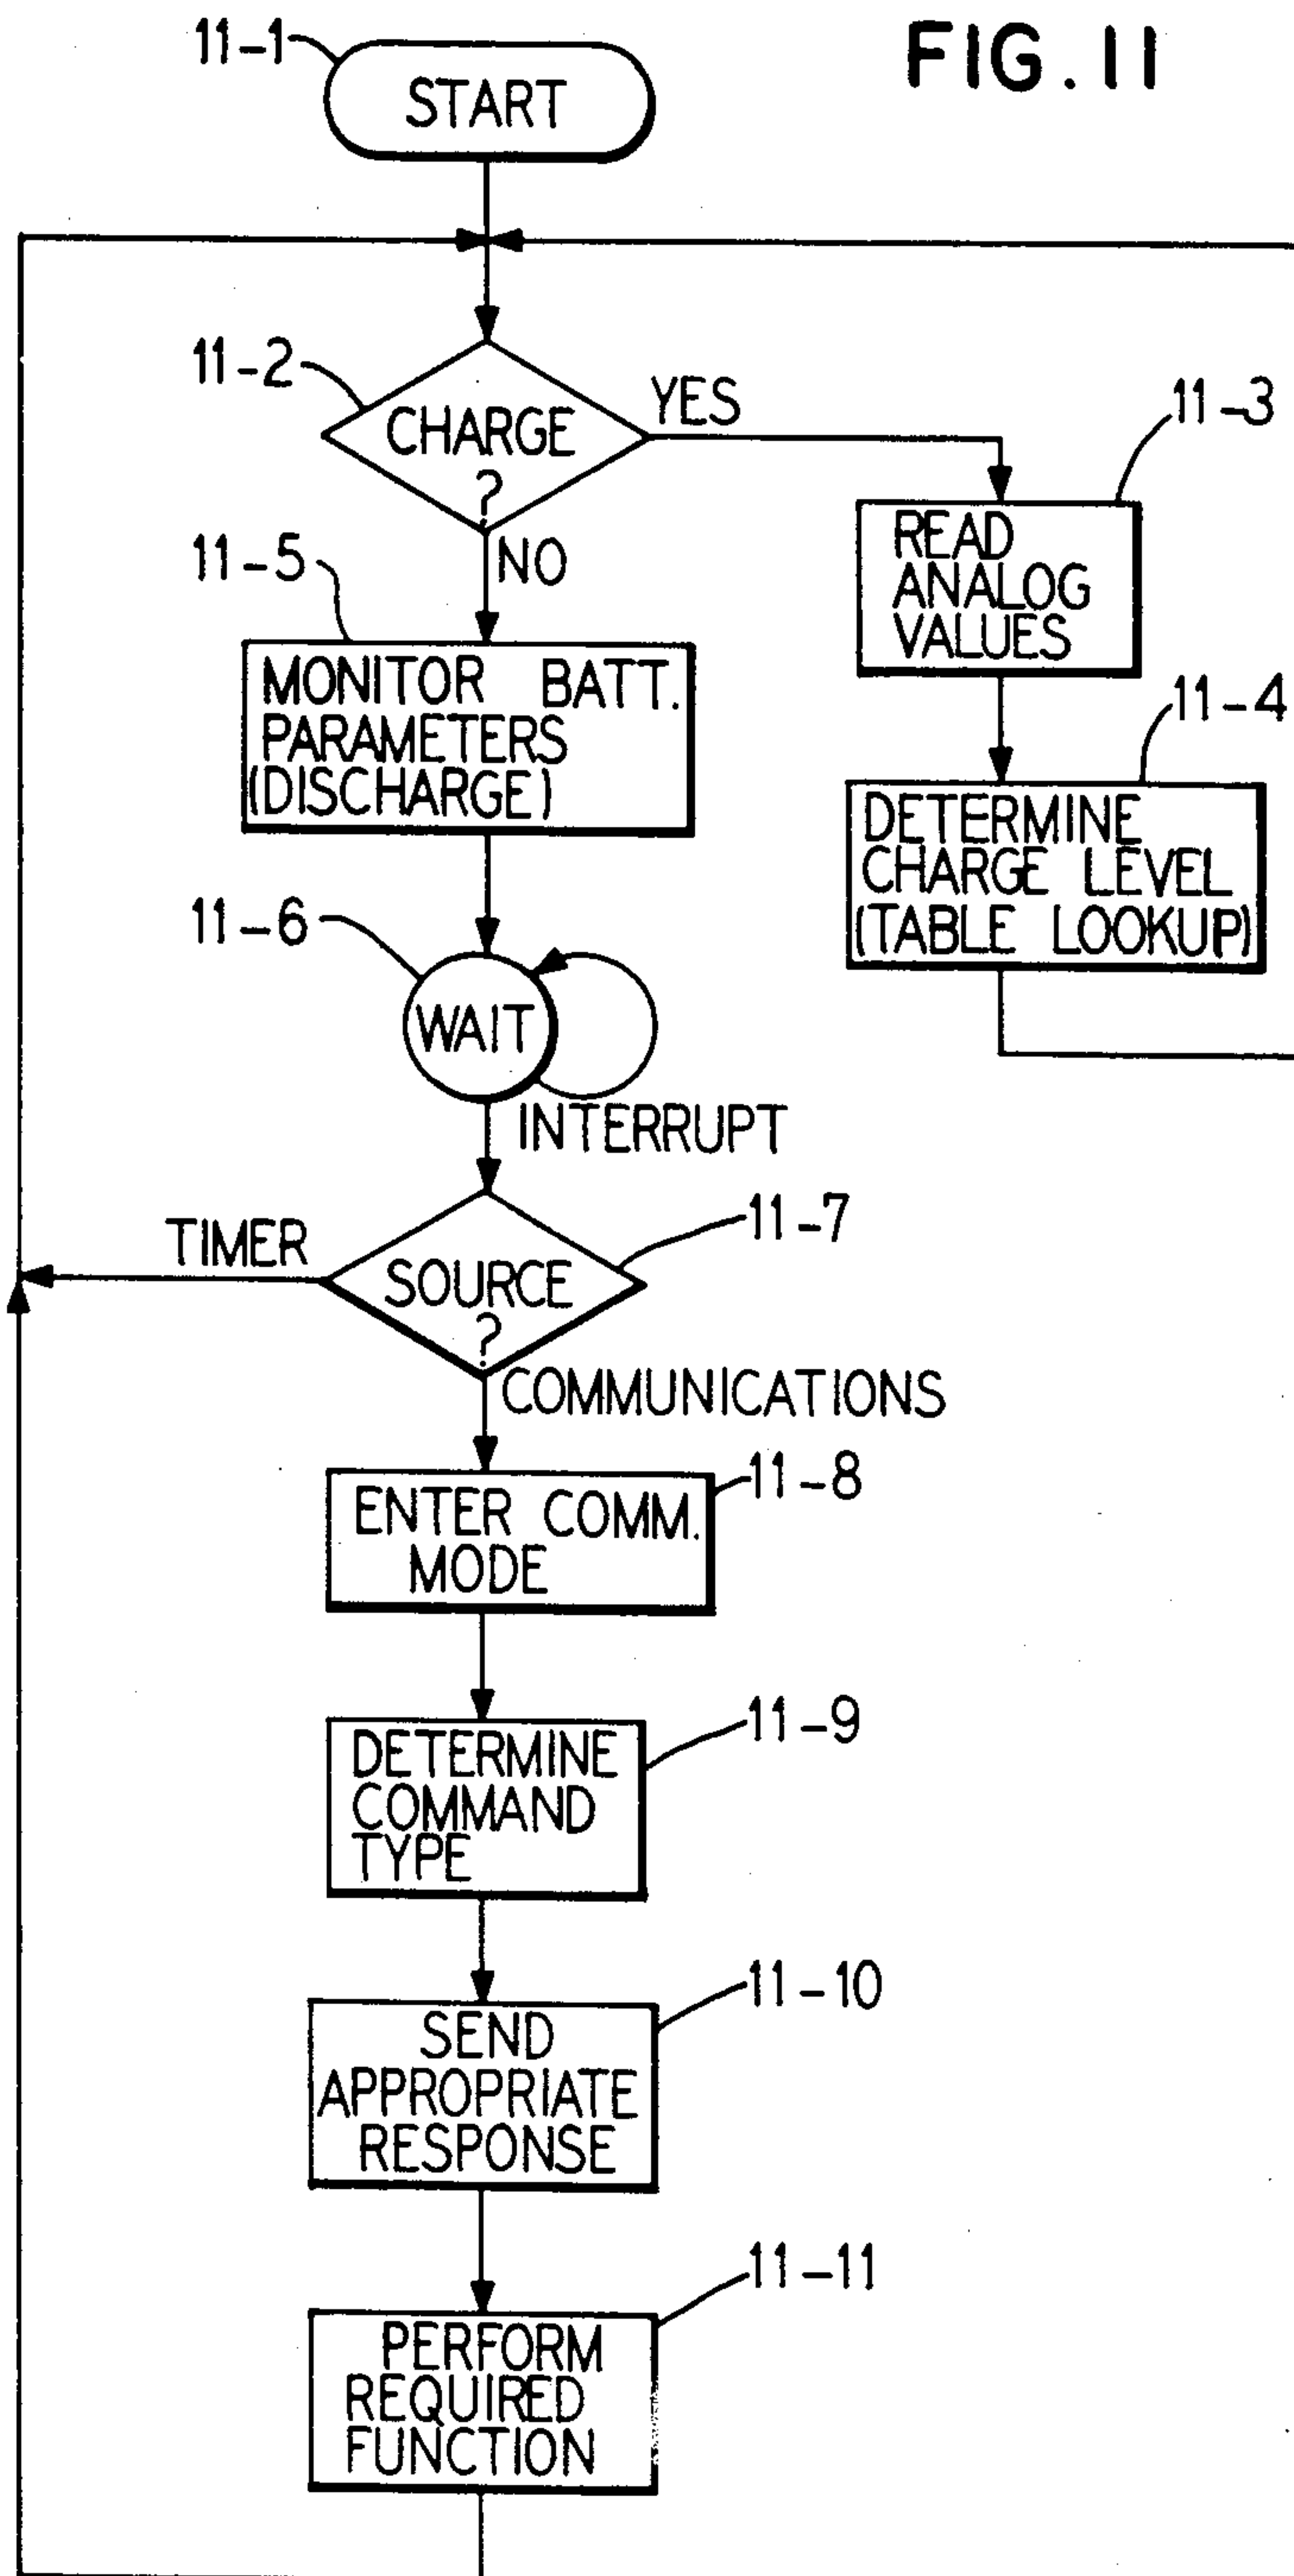 FIG. 11
11-1
START
11-2
CHARGE
?
YES
NO
11-3
READ
ANALOG
VALUES
11-4
DETERMINE
CHARGE LEVEL
(TABLE LOOKUP)
11-5
MONITOR BATT.
PARAMETERS
(DISCHARGE)
11-6
WAIT
INTERRUPT
11-7
SOURCE
?
TIMER
COMMUNICATIONS
11-8
ENTER COMM.
MODE
11-9
DETERMINE
COMMAND
TYPE
11-10
SEND
APPROPRIATE
RESPONSE
11-11
PERFORM
REQUIRED
FUNCTION